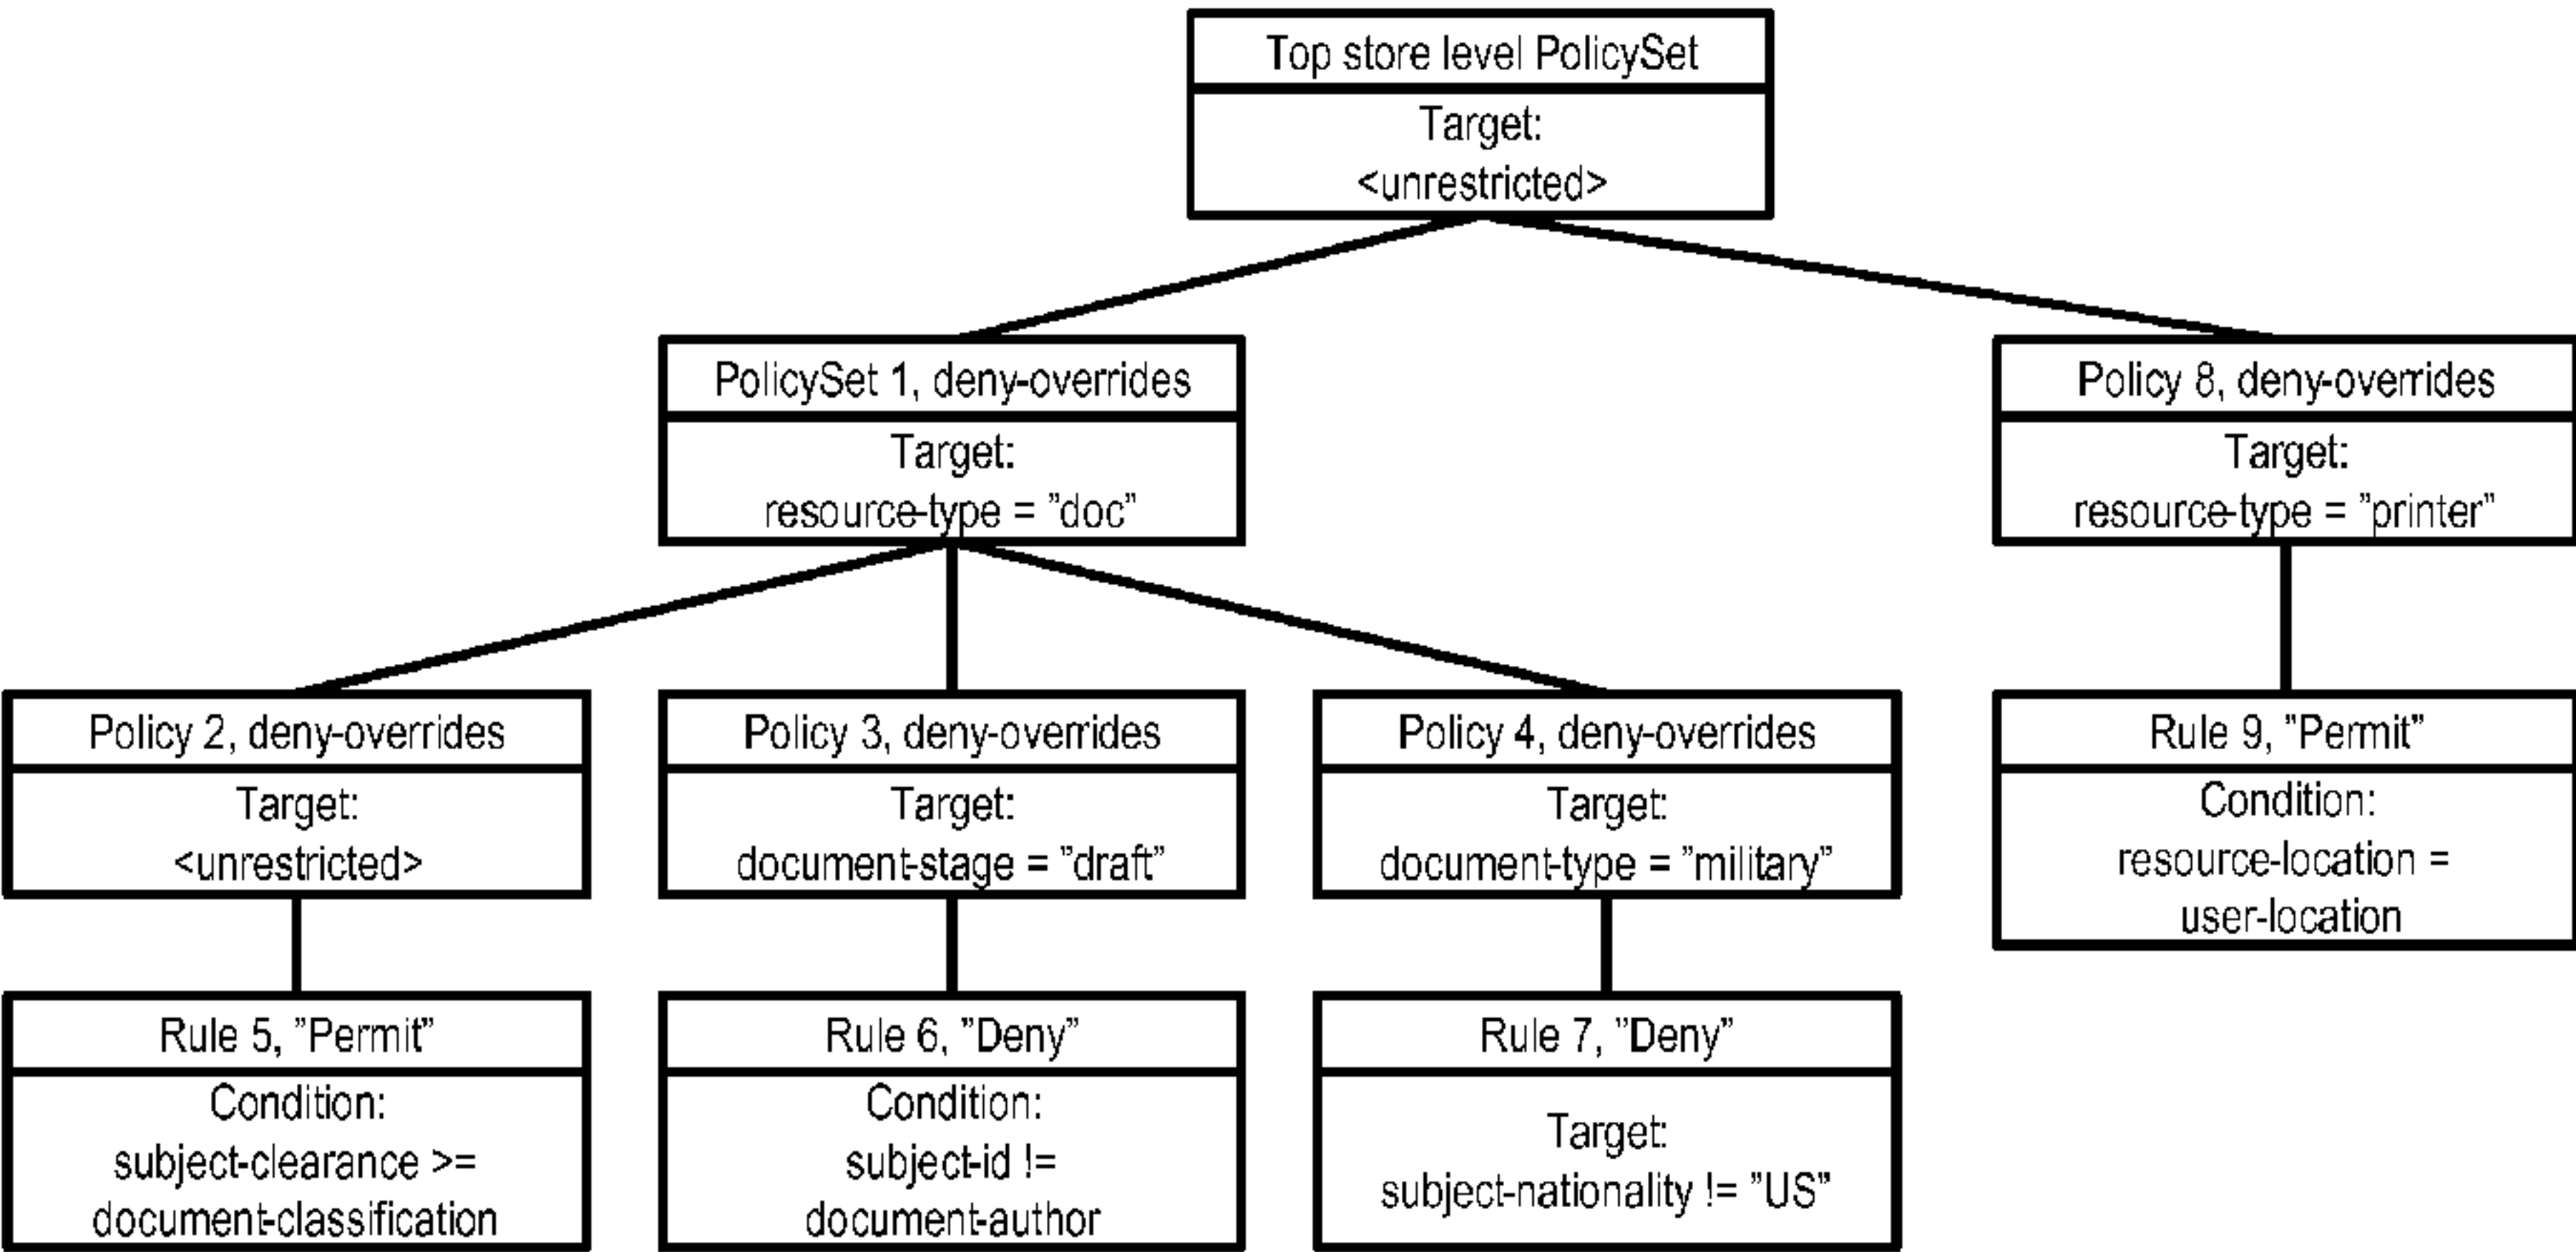 Top store level PolicySet
Target:
<unrestricted>
PolicySet 1, deny-overrides
Target:
resource-type = ”doc”
Policy 8, deny-overrides
Target:
resource-type = ”printer”
Policy 2, deny-overrides
Target:
<unrestricted>
Policy 3, deny-overrides
Target:
document-stage = ”draft”
Policy 4, deny-overrides
Target:
document-type = ”military”
Rule 9, ”Permit”
Condition:
resource-location =
user-location
Rule 5, ”Permit”
Condition:
subject-clearance >=
document-classification
Rule 6, ”Deny”
Condition:
subject-id !=
document-author
Rule 7, ”Deny”
Target:
subject-nationality != ”US”